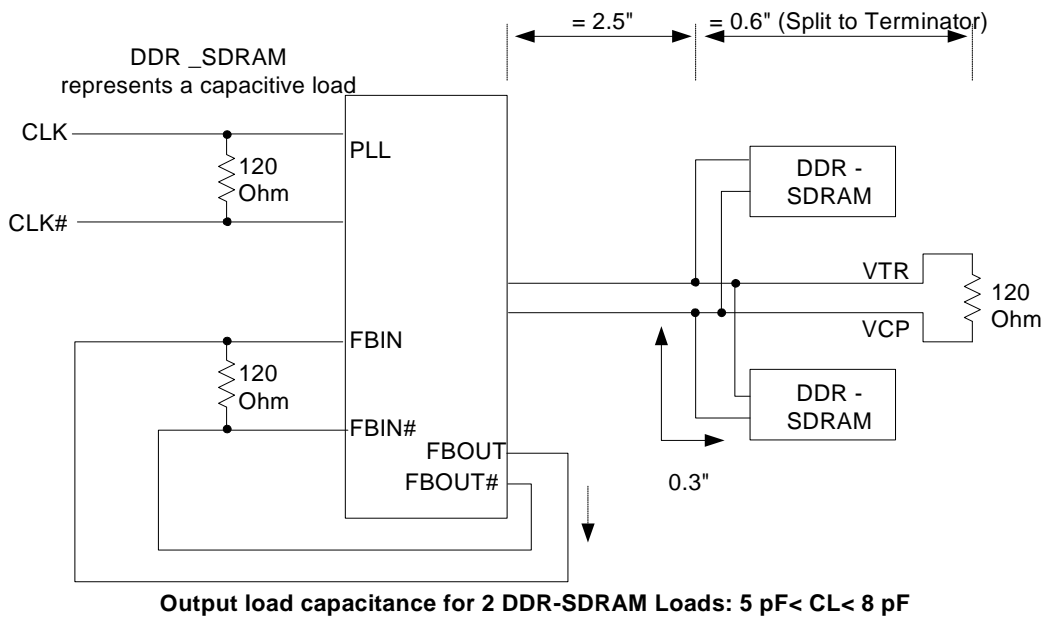 = 2.5"
= 0.6" (Split to Terminator)
DDR _SDRAM
represents a capacitive load
CLK
PLL
120
Ohm
CLK#
DDR -
SDRAM
VTR
120
Ohm
VCP
FBIN
120
Ohm
FBIN#
DDR -
SDRAM
FBOUT
FBOUT#
0.3"
Output load capacitance for 2 DDR-SDRAM Loads: 5 pF< CL< 8 pF